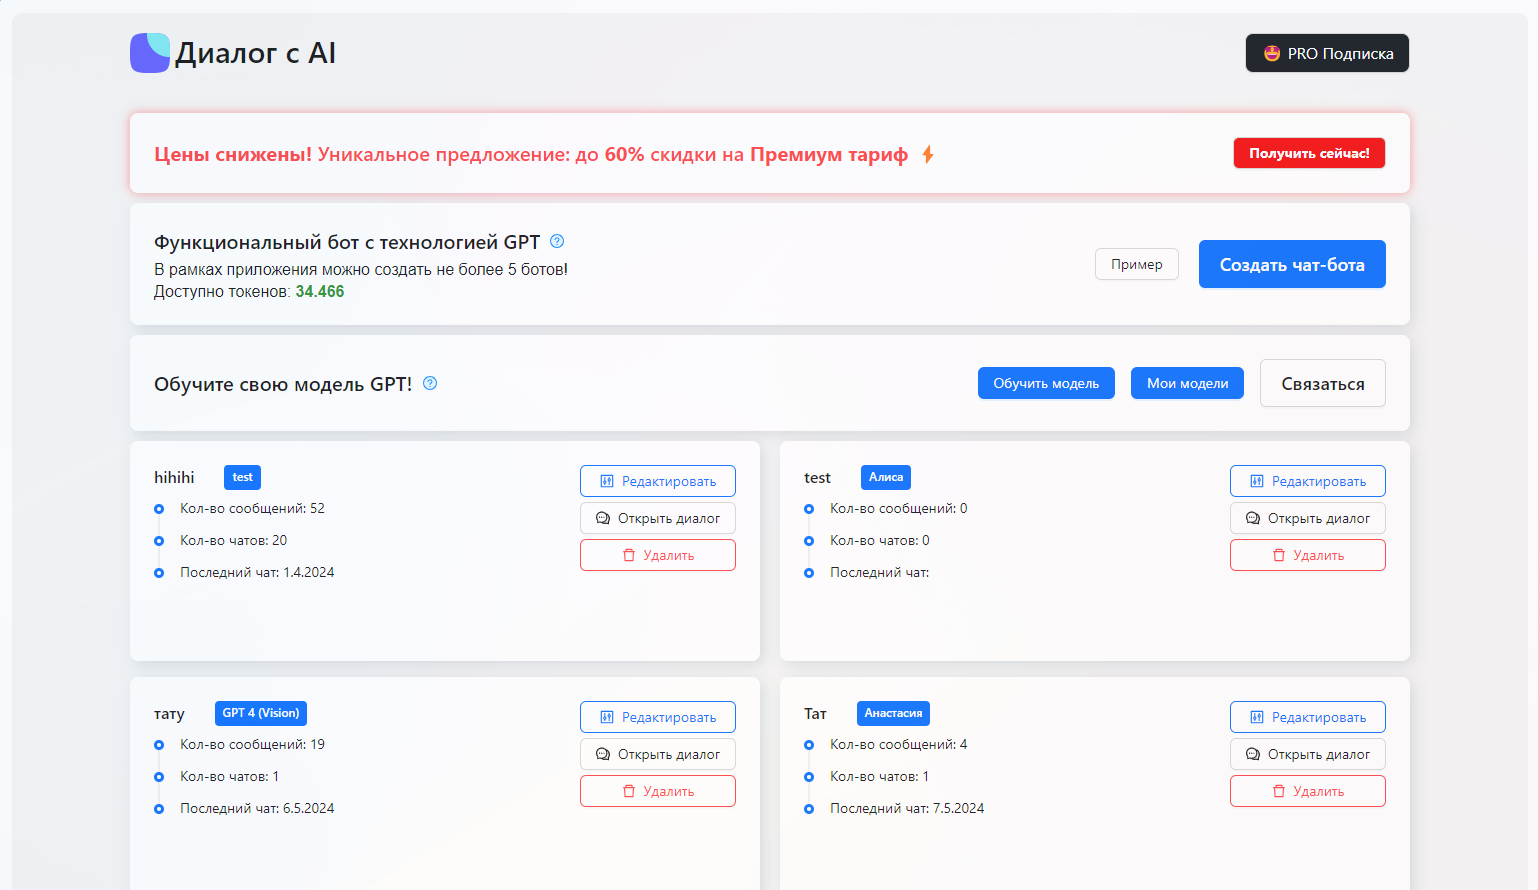 Диалог с AI
PRO Подписка
Цены снижены! Уникальное предложение: до 60% скидки на Премиум тариф
Получить сейчас!
Функциональный бот с технологией GPT
В рамках приложения можно создать не более 5 ботов!
Доступно токенов: 34.466
Пример
Создать чат-бота
Обучите свою модель GPT!
Обучить модель
Мои модели
Связаться
hihihi test
Кол-во сообщений: 52
Кол-во чатов: 20
Последний чат: 1.4.2024
Редактировать
Открыть диалог
Удалить
test Алиса
Кол-во сообщений: 0
Кол-во чатов: 0
Последний чат:
Редактировать
Открыть диалог
Удалить
тату GPT 4 (Vision)
Кол-во сообщений: 19
Кол-во чатов: 1
Последний чат: 6.5.2024
Редактировать
Открыть диалог
Удалить
Тат Анастасия
Кол-во сообщений: 4
Кол-во чатов: 1
Последний чат: 7.5.2024
Редактировать
Открыть диалог
Удалить